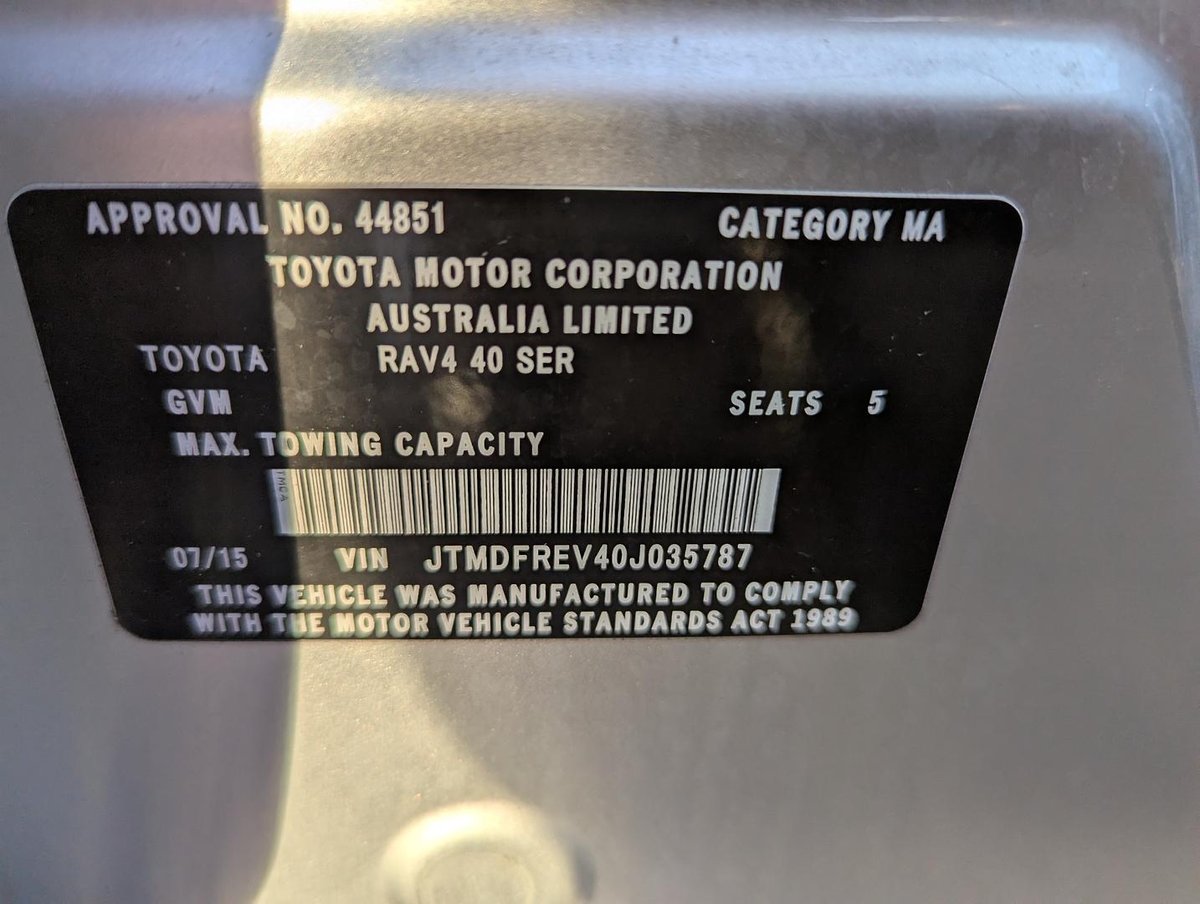 APPROVAL NO. 44851 CATEGORY MA
TOYOTA MOTOR CORPORATION
AUSTRALIA LIMITED
TOYOTA RAV4 40 SER
GVM SEATS 5
MAX. TOWING CAPACITY
TMCA
07/15 VIN JTMDFREV40J035787
THIS VEHICLE WAS MANUFACTURED TO COMPLY
WITH THE MOTOR VEHICLE STANDARDS ACT 1989